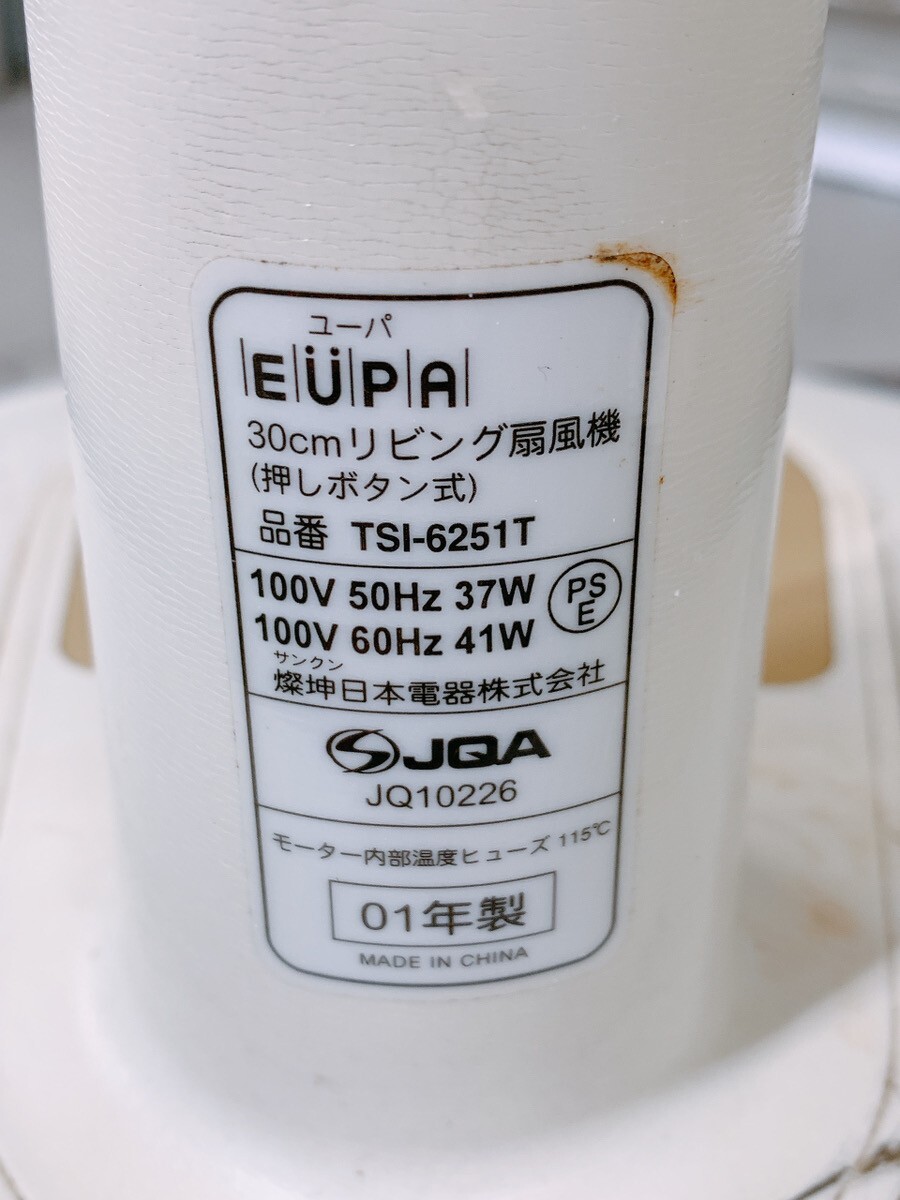 ユーパ
EÜPA
30cmリビング扇風機
(押しボタン式)
品番 TSI-6251T
100V 50Hz 37W
100V 60Hz 41W
PS
E
サンクン
燦坤日本電器株式会社
JQA
JQ10226
モーター内部温度ヒューズ 115℃
01年製
MADE IN CHINA